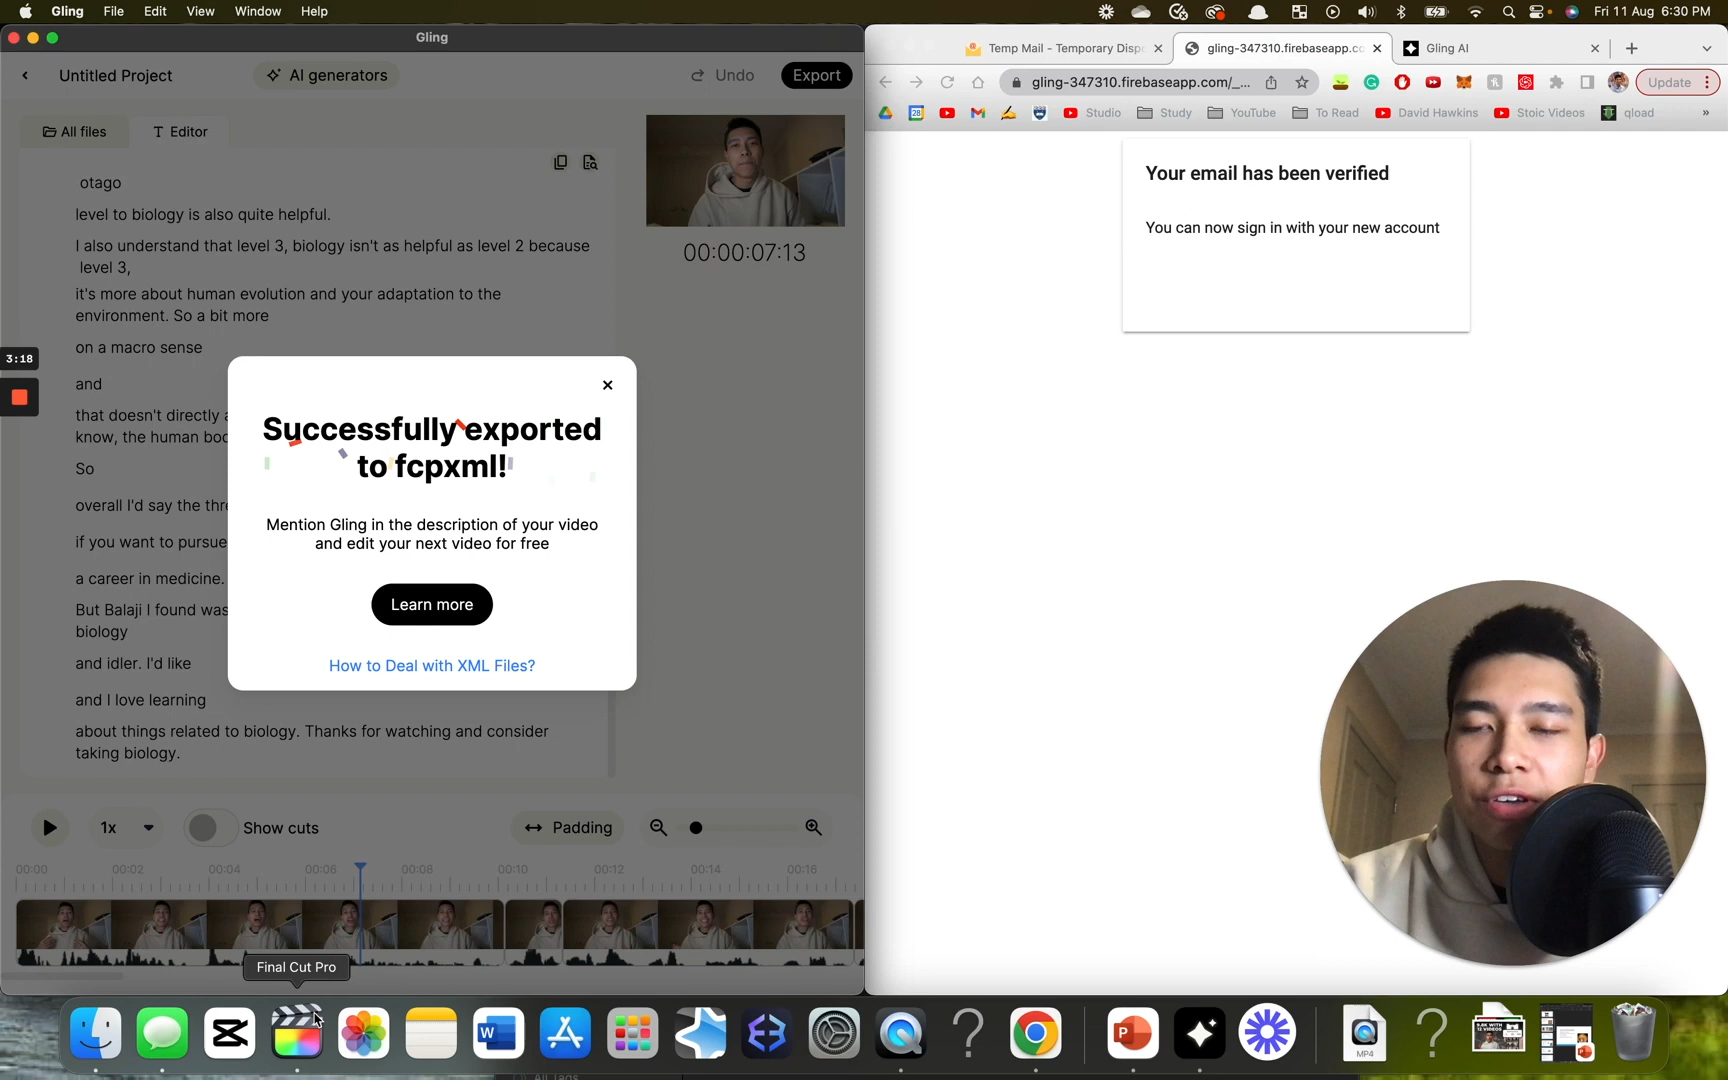 Gling File Edit View Window Help
Fri 11 Aug 6:30 PM
Gling
Untitled Project
AI generators
Undo
Export
All files
Editor
otago
level to biology is also quite helpful.
I also understand that level 3, biology isn't as helpful as level 2 because
level 3,
it's more about human evolution and your adaptation to the
environment. So a bit more
on a macro sense
and
that doesn't directly
know, the human
So
overall I'd say the
if you want to pursue
a career in medicine.
But Balaji I found was
biology
and idler. I'd like
and I love learning
about things related to biology. Thanks for watching and consider
taking biology.
00:00:07:13
3:18
Successfully exported
to fcpxml!
Mention Gling in the description of your video
and edit your next video for free
Learn more
How to Deal with XML Files?
1x
Show cuts
Padding
00:00 00:02 00:04 00:06 00:08 00:10 00:12 00:14 00:16
Final Cut Pro
Temp Mail - Temporary Disp
gling-347310.firebaseapp.co
Gling AI
gling-347310.firebaseapp.com/_...
Update
Studio
Study
YouTube
To Read
David Hawkins
Stoic Videos
qload
Your email has been verified
You can now sign in with your new account
MP4